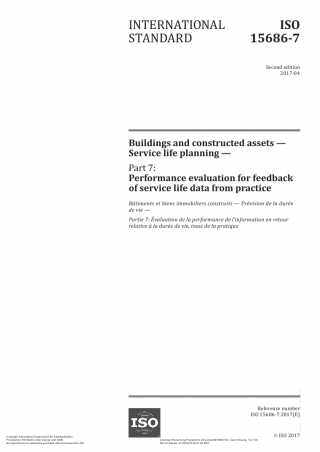 INTERNATIONAL
STANDARD
ISO
15686-7
Second edition
2017-04
Buildings and constructed assets —
Service life planning —
Part 7:
Performance evaluation for feedback
of service life data from practice
Bâtiments et biens immobiliers construits — Prévision de la durée
de vie —
Partie 7: Évaluation de la performance de l'information en retour
relative à la durée de vie, issue de la pratique
ISO
Reference number
ISO 15686-7:2017(E)
© ISO 2017